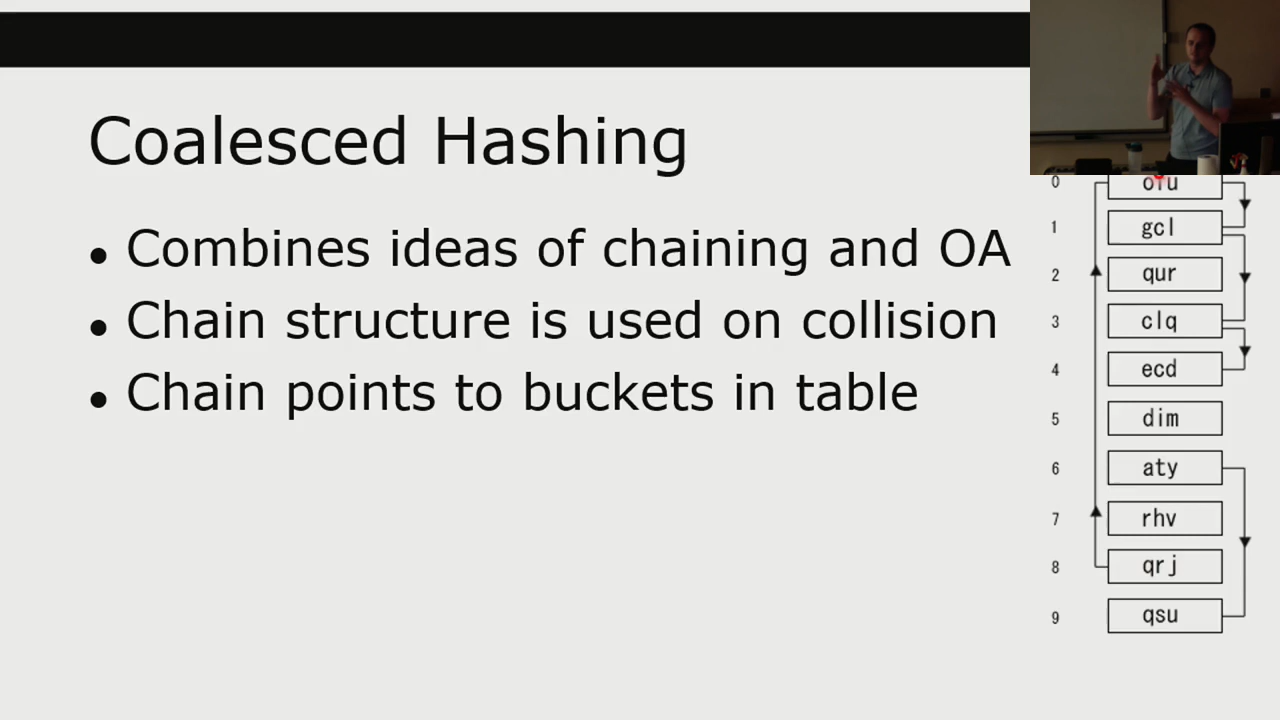 Coalesced Hashing
• Combines ideas of chaining and OA
• Chain structure is used on collision
• Chain points to buckets in table
0 ofu
1 gcl
2 qur
3 clq
4 ecd
5 dim
6 aty
7 rhv
8 qrj
9 qsu